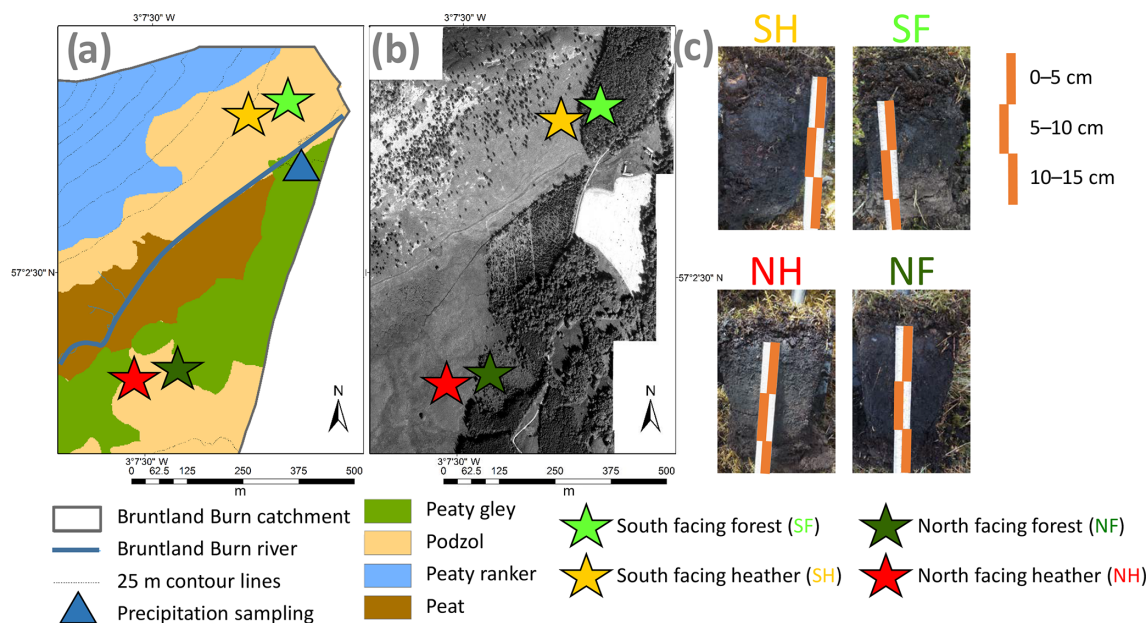 3°7'30" W
3°7'30" W
(a)
(b)
(c)
SH
SF
0–5 cm
5–10 cm
10–15 cm
57°2'30" N
57°2'30" N
NH
NF
N
N
3°7'30" W
3°7'30" W
0 62.5 125 250 375 500
m
0 62.5 125 250 375 500
m
Bruntland Burn catchment
Bruntland Burn river
25 m contour lines
Precipitation sampling
Peaty gley
Podzol
Peaty ranker
Peat
South facing forest (SF)
South facing heather (SH)
North facing forest (NF)
North facing heather (NH)